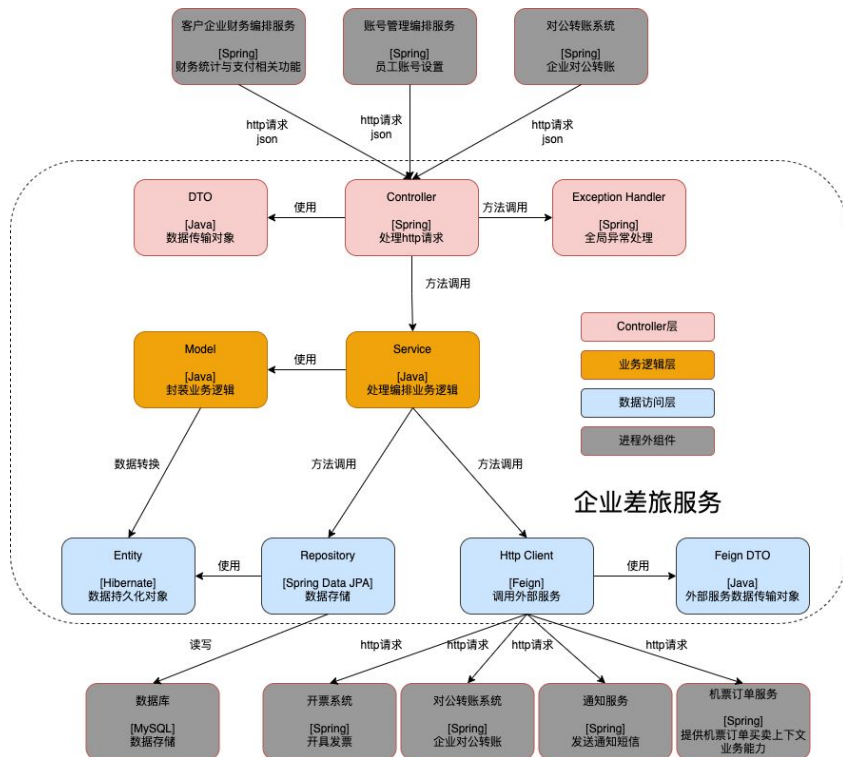 客户企业财务编排服务
[Spring]
财务统计与支付相关功能
账号管理编排服务
[Spring]
员工账号设置
对公转账系统
[Spring]
企业对公转账
http请求
json
http请求
json
http请求
json
DTO
[Java]
数据传输对象
使用
Controller
[Spring]
处理http请求
方法调用
Exception Handler
[Spring]
全局异常处理
方法调用
Controller层
Model
[Java]
封装业务逻辑
使用
Service
[Java]
处理编排业务逻辑
业务逻辑层
数据访问层
进程外组件
数据转换
方法调用
方法调用
企业差旅服务
Entity
[Hibernate]
数据持久化对象
使用
Repository
[Spring Data JPA]
数据存储
Http Client
[Feign]
调用外部服务
使用
Feign DTO
[Java]
外部服务数据传输对象
读写
http请求
http请求
http请求
http请求
数据库
[MySQL]
数据存储
开票系统
[Spring]
开具发票
对公转账系统
[Spring]
企业对公转账
通知服务
[Spring]
发送通知短信
机票订单服务
[Spring]
提供机票订单买卖上下文
业务能力